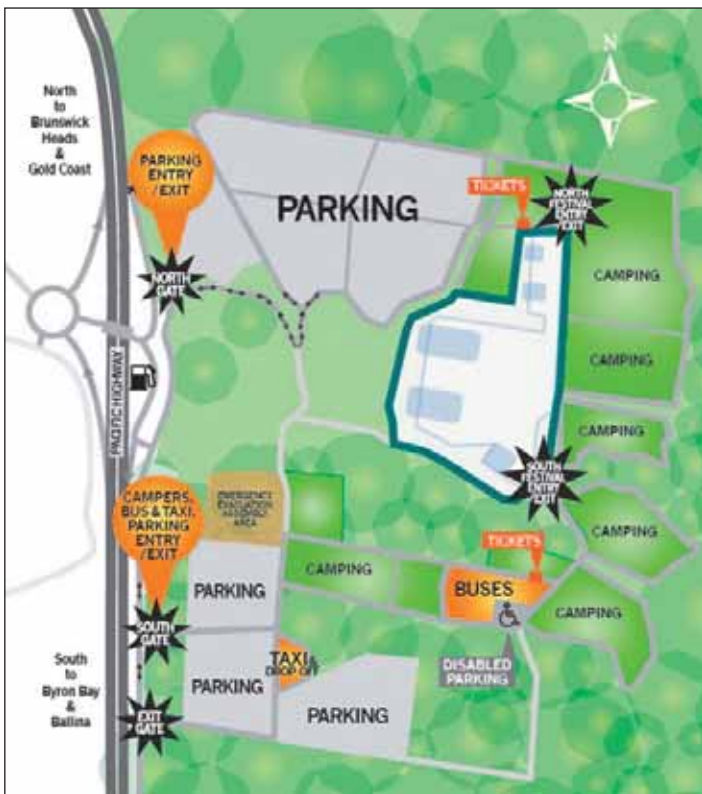 North
to
Brunswick
Heads
&
Gold Coast
N
PARKING
ENTRY
/EXIT
NORTH
GATE
PARKING
TICKETS
NORTH
FESTIVAL
ENTRY
/EXIT
CAMPING
CAMPING
CAMPING
PACIFIC HIGHWAY
SOUTH
FESTIVAL
ENTRY
/EXIT
CAMPERS,
BUS & TAXI,
PARKING
ENTRY
/EXIT
EMERGENCY
EVACUATION
ASSEMBLY
AREA
CAMPING
TICKETS
CAMPING
BUSES
CAMPING
PARKING
SOUTH
GATE
South
to
Byron Bay
&
Ballina
PARKING
TAXI &
DROP OFF
DISABLED
PARKING
PARKING
EXIT
GATE